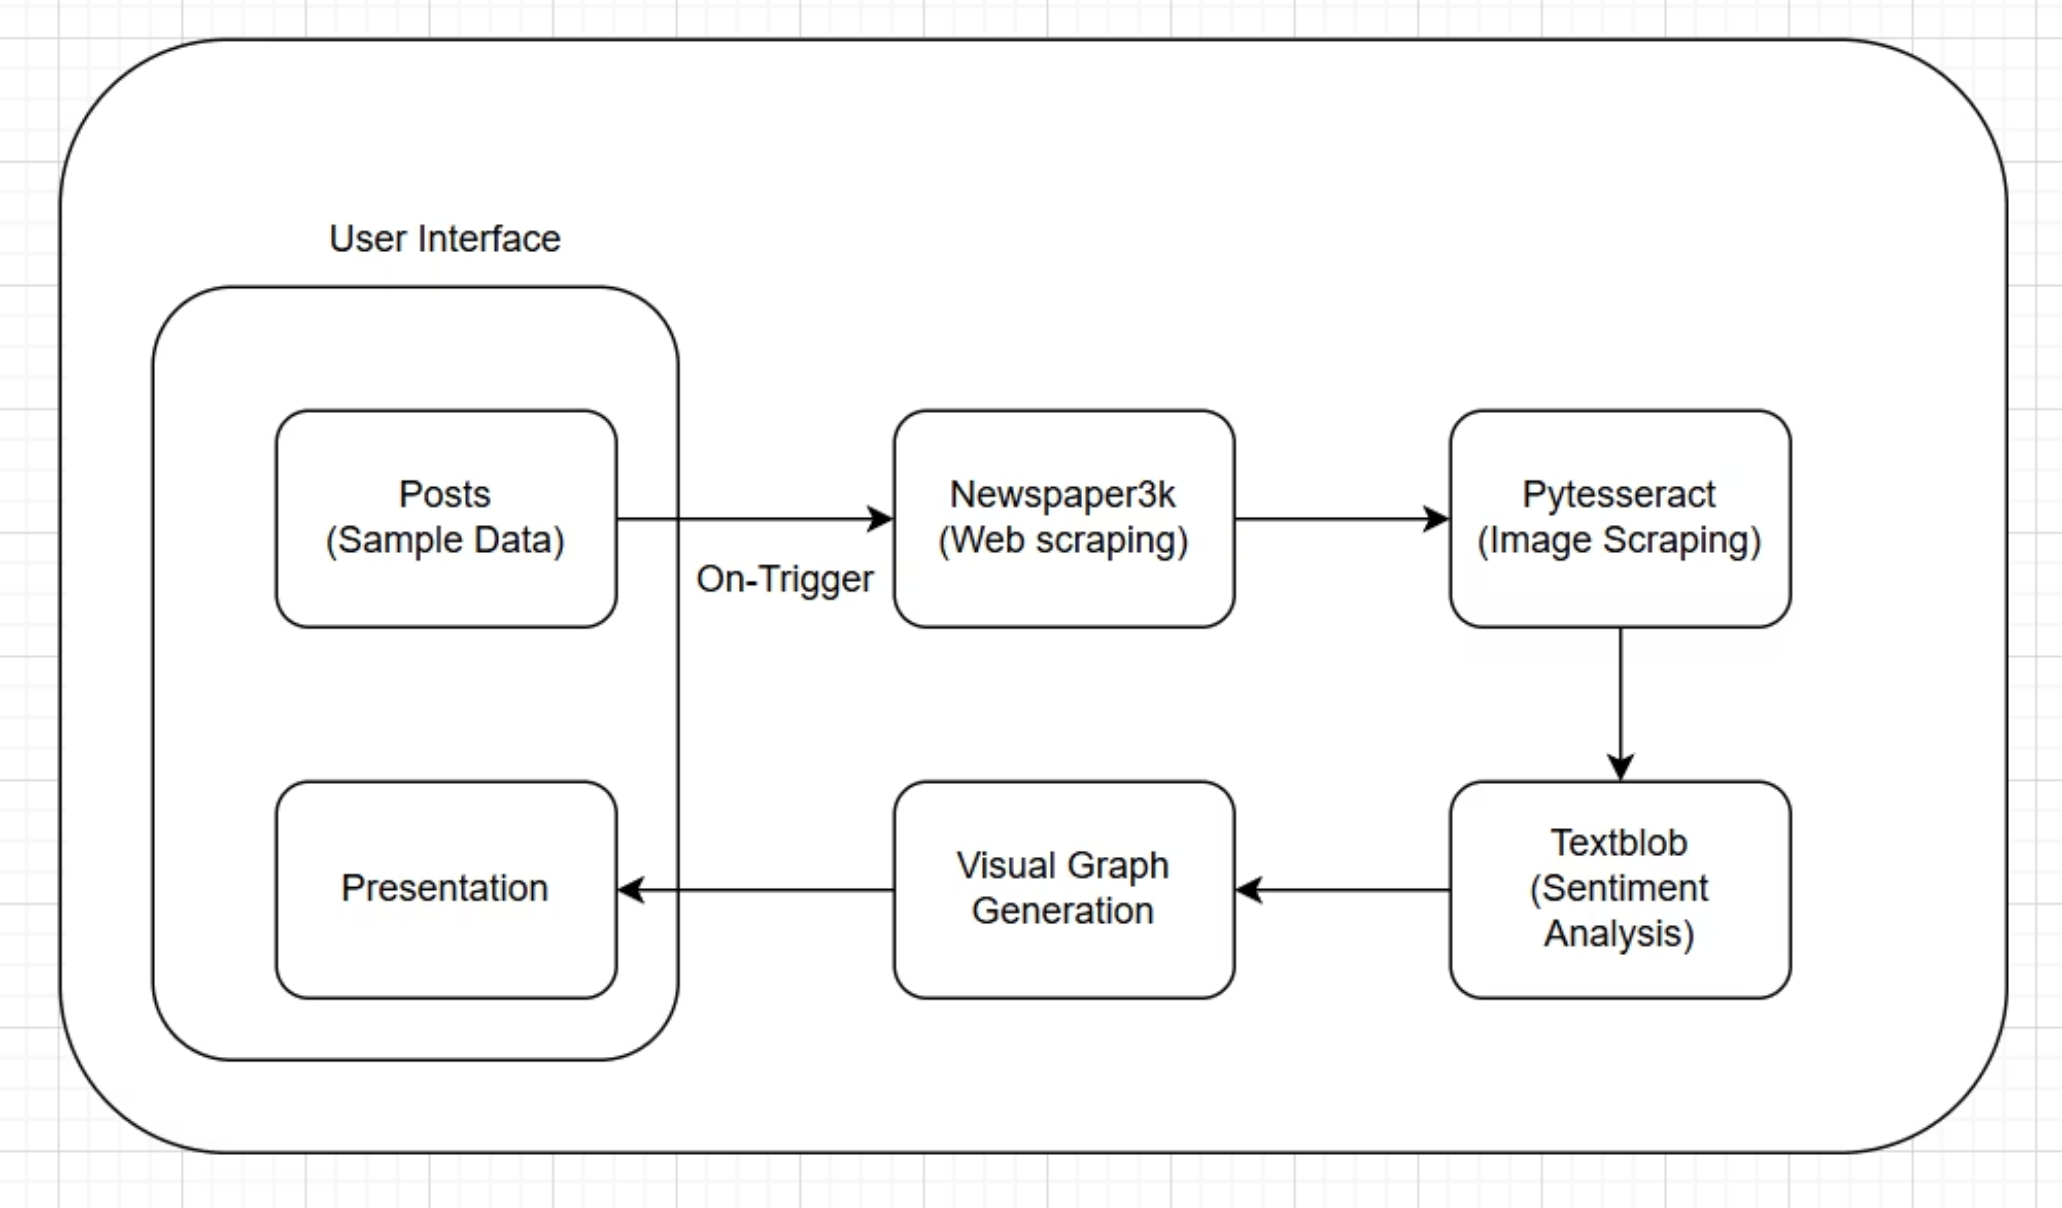 User Interface
Posts
(Sample Data)
On-Trigger
Newspaper3k
(Web scraping)
Pytesseract
(Image Scraping)
Textblob
(Sentiment
Analysis)
Visual Graph
Generation
Presentation